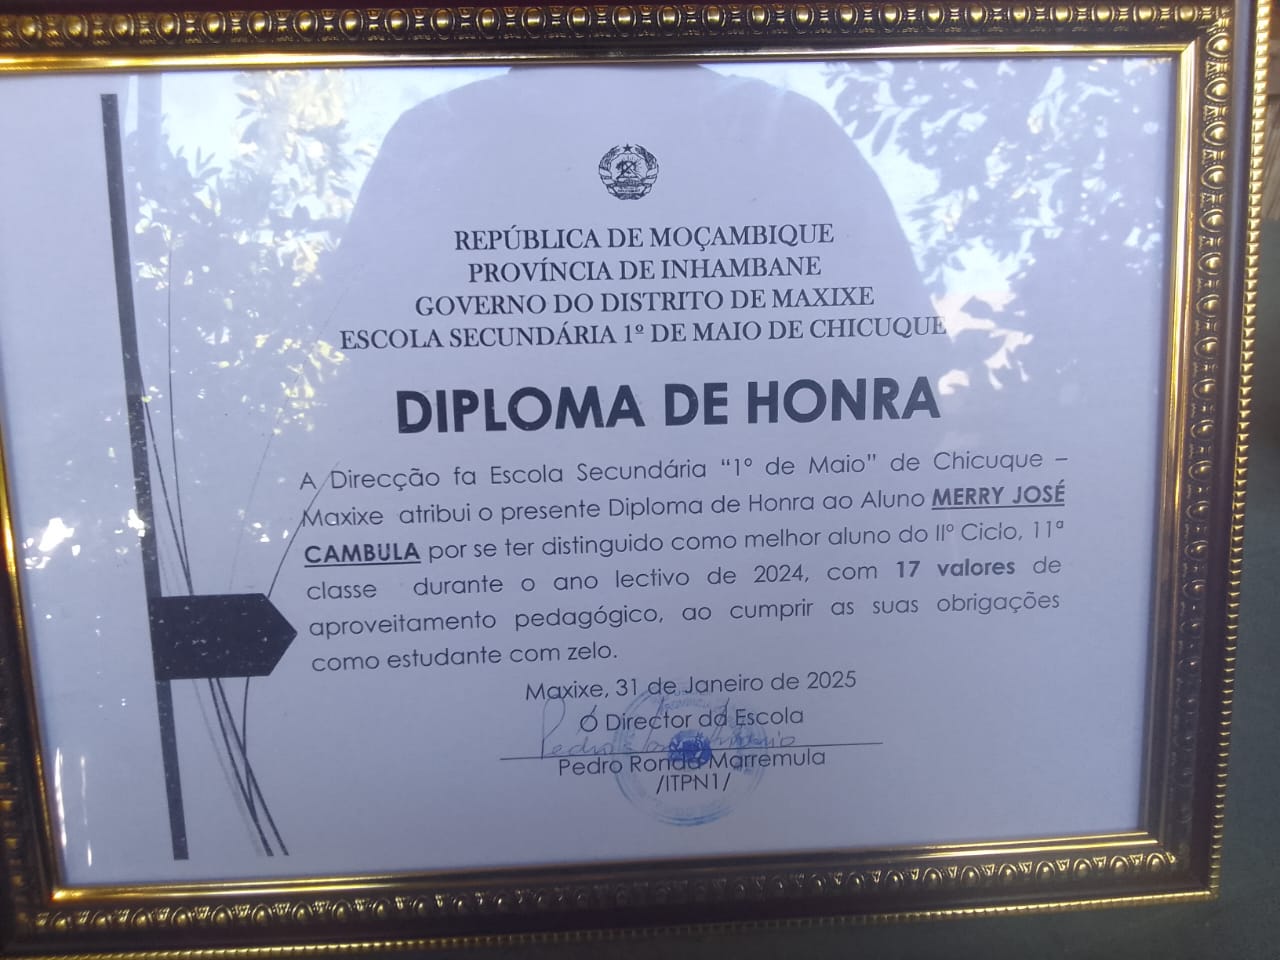 REPÚBLICA DE MOÇAMBIQUE
PROVÍNCIA DE INHAMBANE
GOVERNO DO DISTRITO DE MAXIXE
ESCOLA SECUNDÁRIA 1º DE MAIO DE CHICUQUE
DIPLOMA DE HONRA
A Direcção fa Escola Secundária “1º de Maio” de Chicuque –
Maxixe atribui o presente Diploma de Honra ao Aluno MERRY JOSÉ
CAMBULA por se ter distinguido como melhor aluno do IIº Ciclo, 11ª
classe durante o ano lectivo de 2024, com 17 valores de
aproveitamento pedagógico, ao cumprir as suas obrigações
como estudante com zelo.
Maxixe, 31 de Janeiro de 2025
O Director da Escola
Pedro Ronda Marremula
/ITPN1/